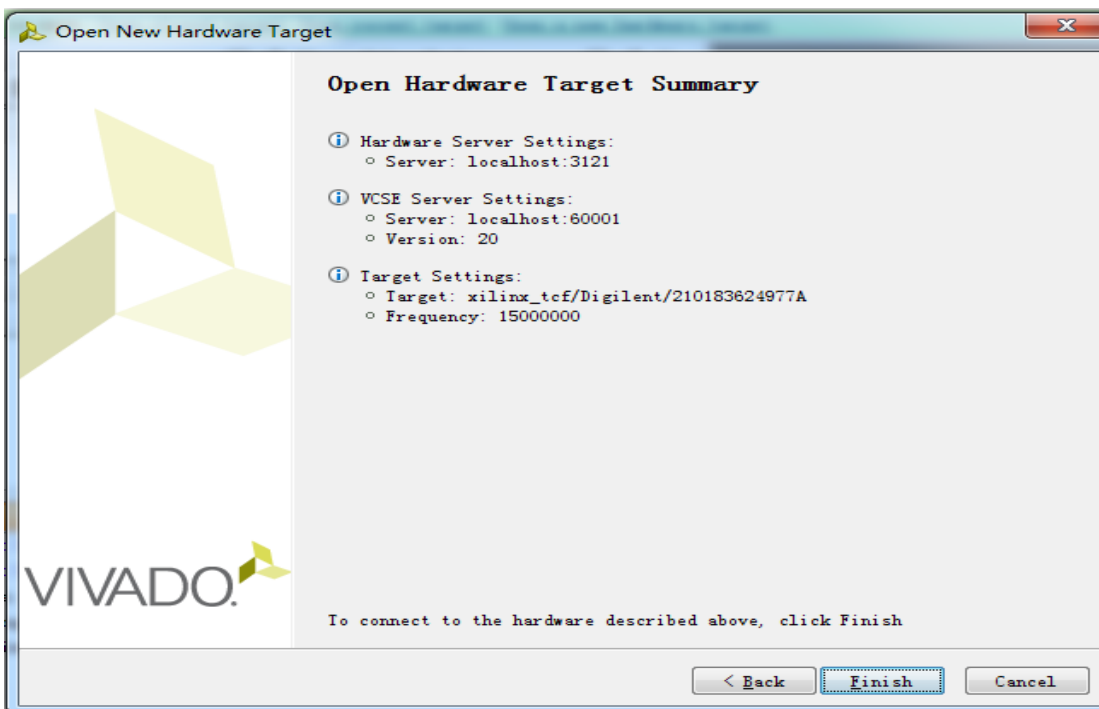 Open New Hardware Target
Open Hardware Target Summary
Hardware Server Settings:
Server: localhost:3121
VCSE Server Settings:
Server: localhost:60001
Version: 20
Target Settings:
Target: xilinx_tcf/Digilent/210183624977A
Frequency: 15000000
VIVADO.
To connect to the hardware described above, click Finish
< Back
Finish
Cancel